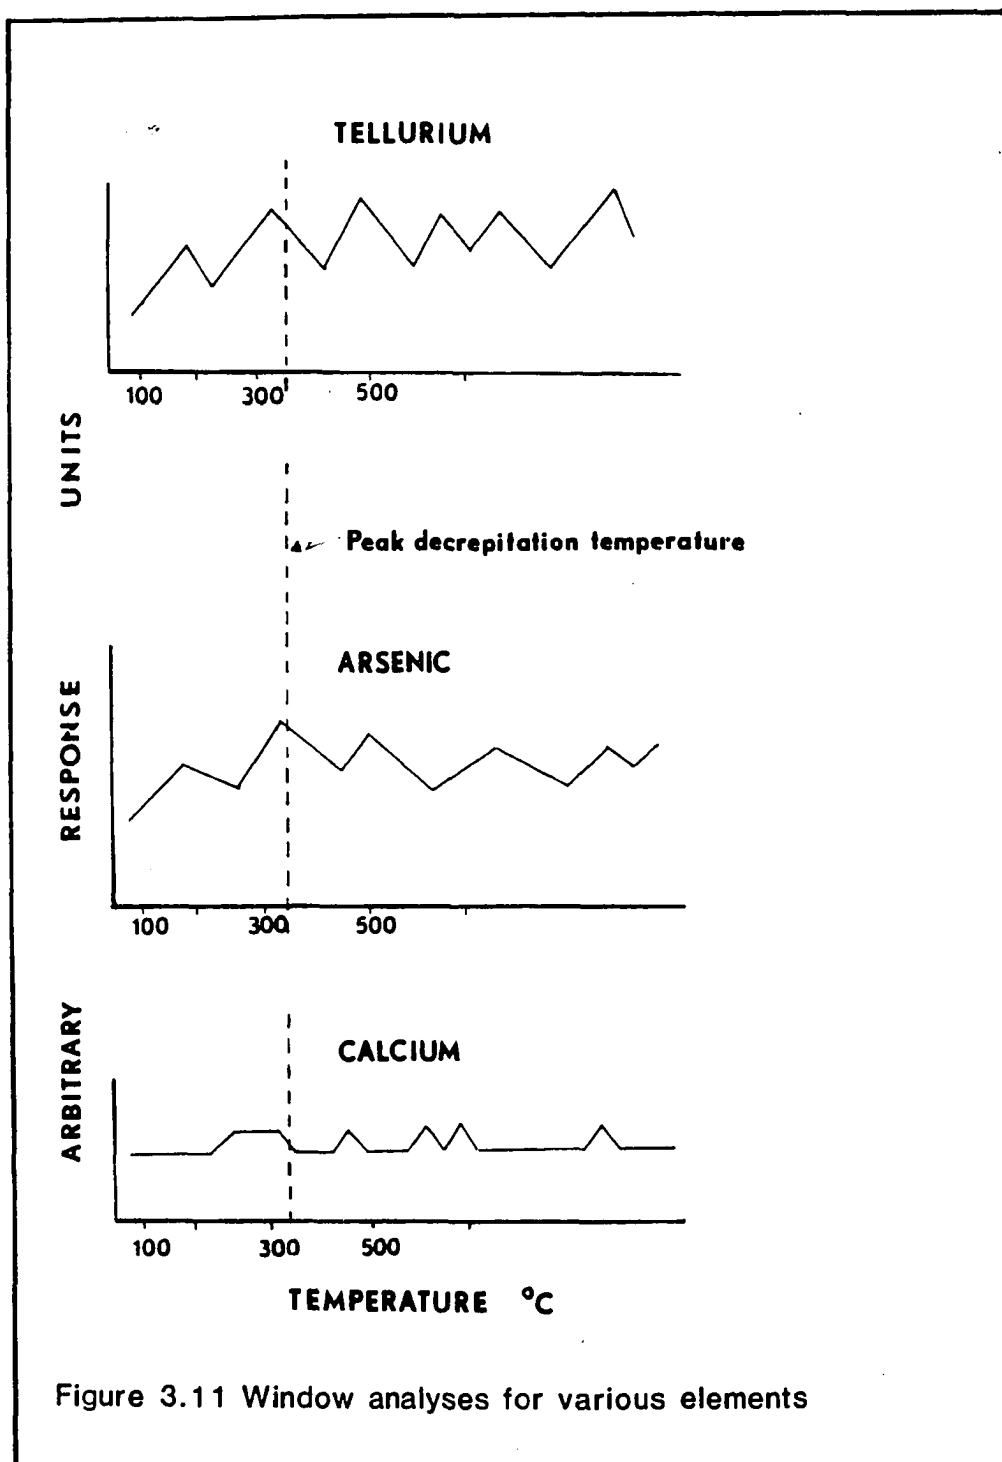 TELLURIUM
100 300 500
UNITS
Peak decrepitation temperature
ARSENIC
RESPONSE
100 300 500
CALCIUM
ARBITRARY
100 300 500
TEMPERATURE °C
Figure 3.11 Window analyses for various elements